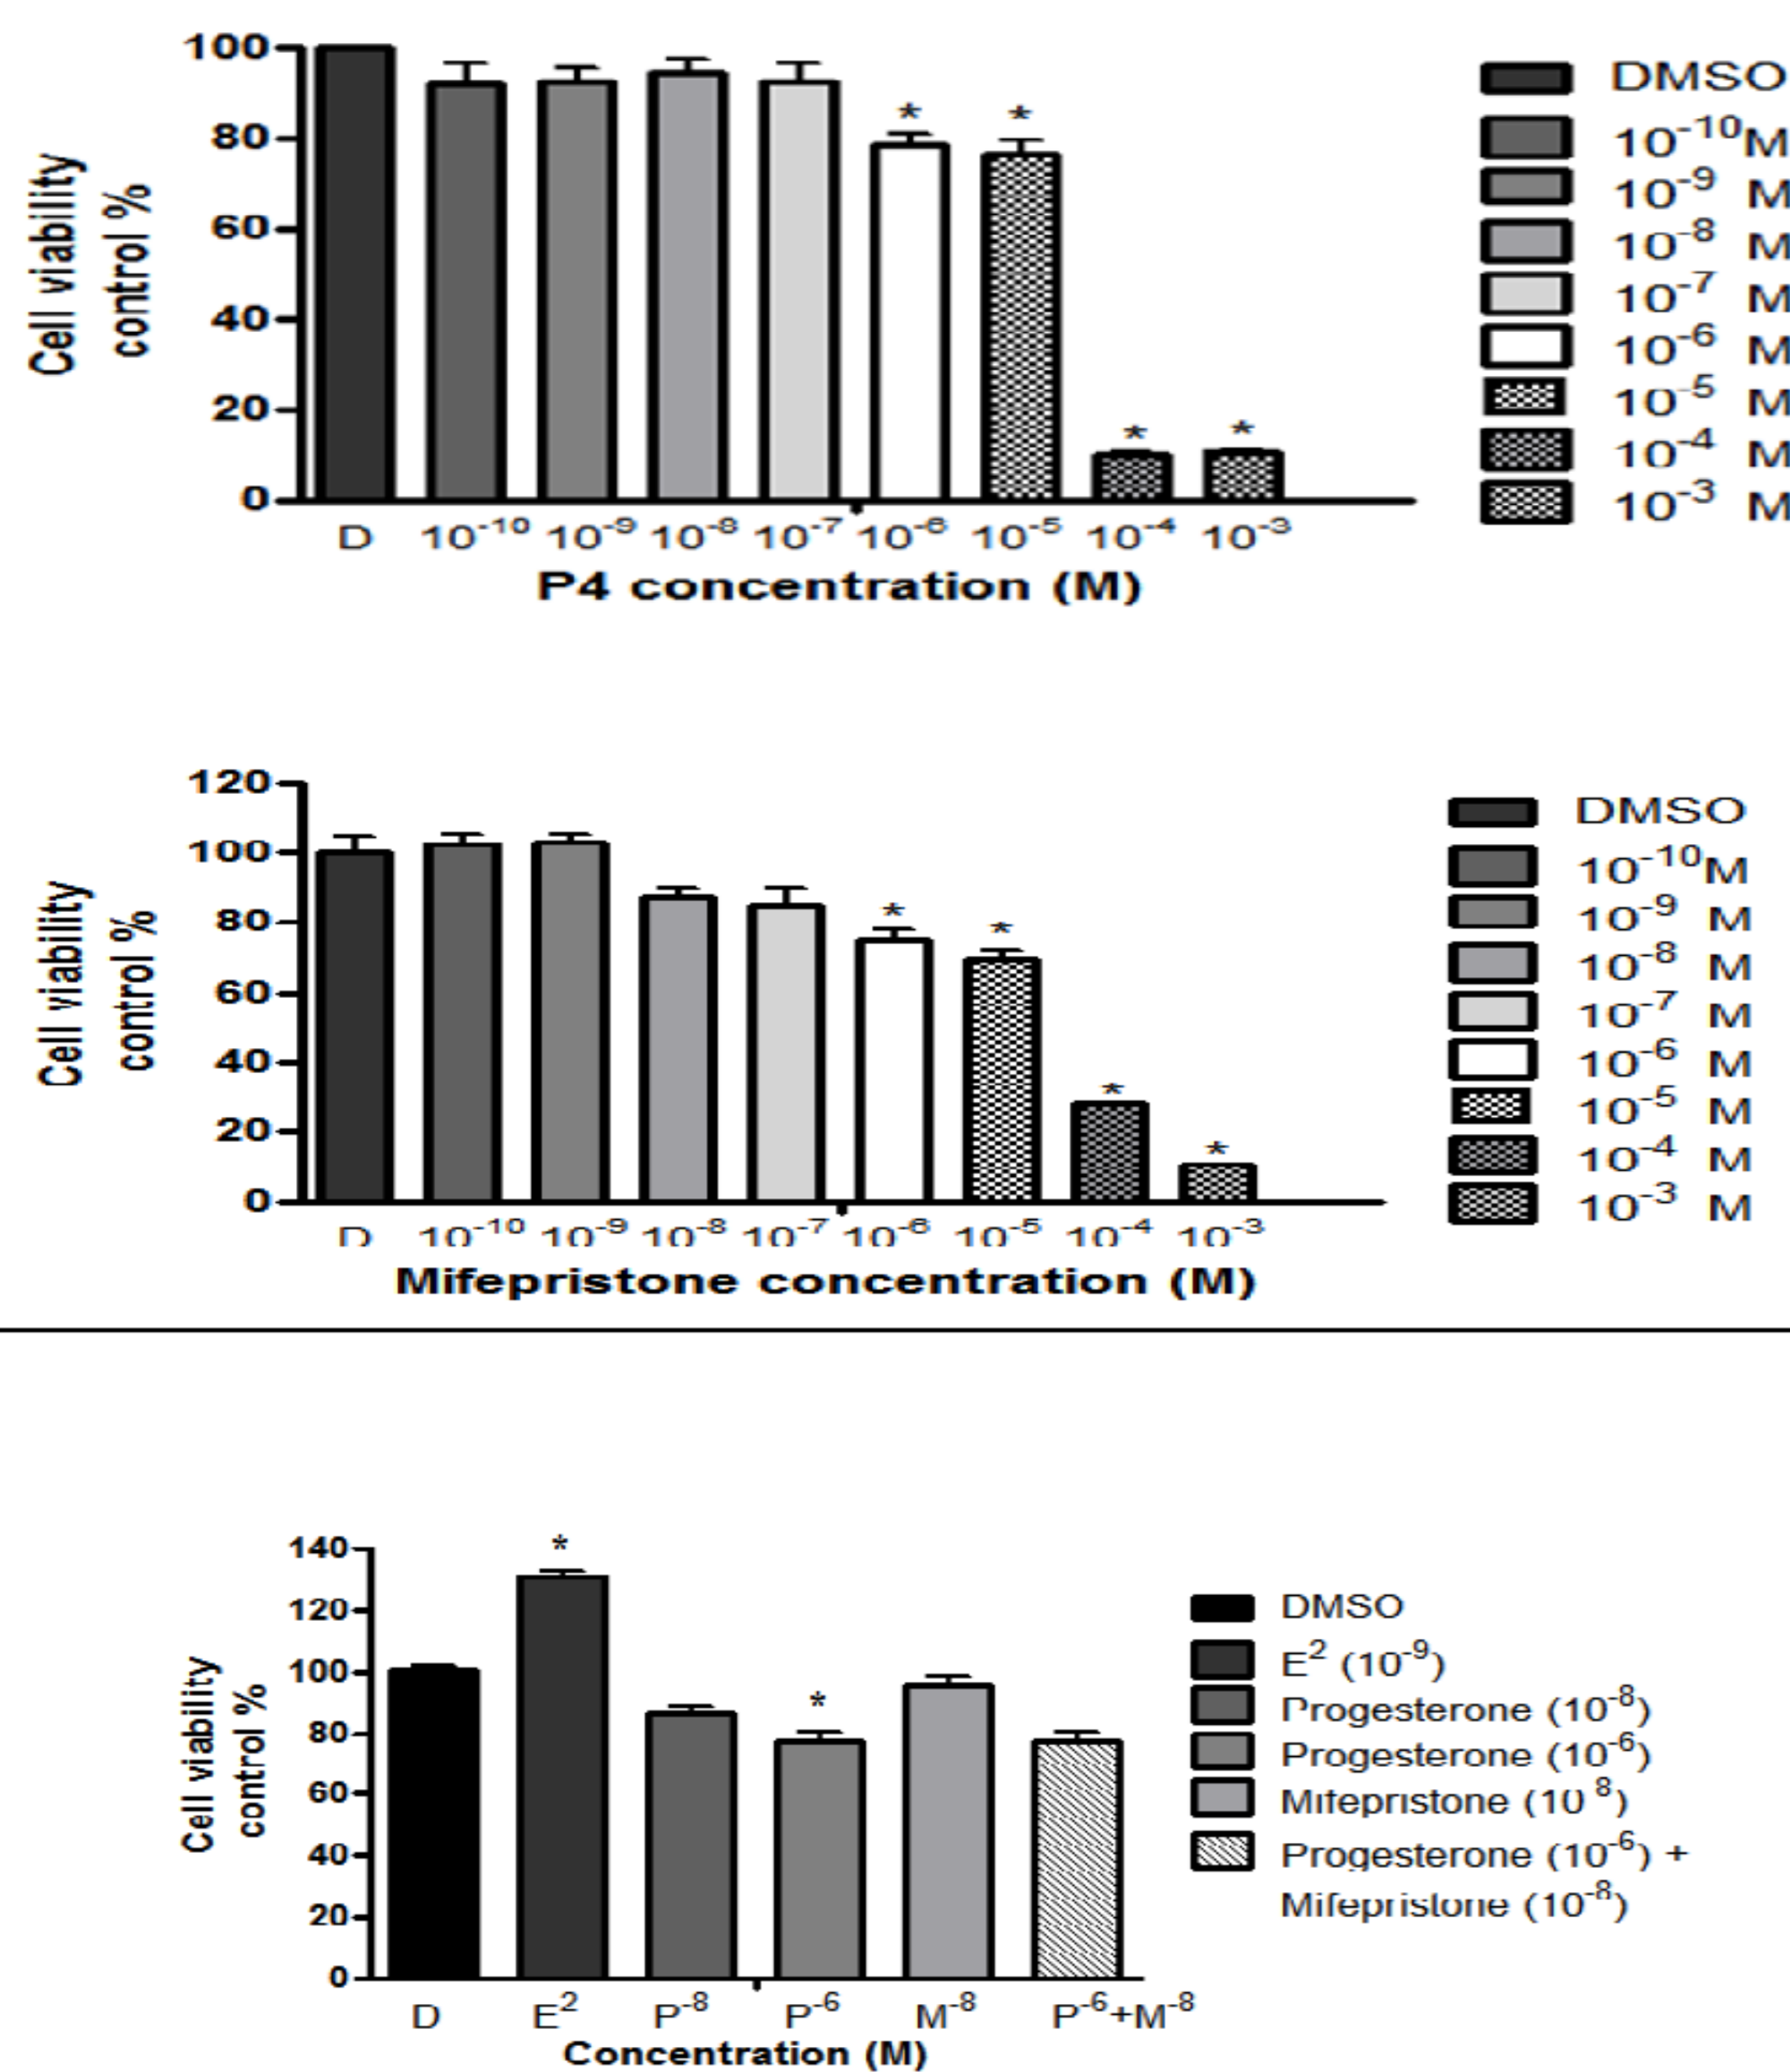 Cell viability
control %
100
80
60
40
20
0
*
*
*
*
D 10⁻¹⁰ 10⁻⁹ 10⁻⁸ 10⁻⁷ 10⁻⁶ 10⁻⁵ 10⁻⁴ 10⁻³
P4 concentration (M)
DMSO
10⁻¹⁰M
10⁻⁹ M
10⁻⁸ M
10⁻⁷ M
10⁻⁶ M
10⁻⁵ M
10⁻⁴ M
10⁻³ M
Cell viability
control %
120
100
80
60
40
20
0
*
*
*
*
D 10⁻¹⁰ 10⁻⁹ 10⁻⁸ 10⁻⁷ 10⁻⁶ 10⁻⁵ 10⁻⁴ 10⁻³
Mifepristone concentration (M)
DMSO
10⁻¹⁰M
10⁻⁹ M
10⁻⁸ M
10⁻⁷ M
10⁻⁶ M
10⁻⁵ M
10⁻⁴ M
10⁻³ M
Cell viability
control %
140
120
100
80
60
40
20
0
*
*
D E² P⁻⁸ P⁻⁶ M⁻⁸ P⁻⁶+M⁻⁸
Concentration (M)
DMSO
E² (10⁻⁹)
Progesterone (10⁻⁸)
Progesterone (10⁻⁶)
Mifepristone (10 ⁸)
Progesterone (10⁻⁶) +
Mifepristone (10⁻⁸)